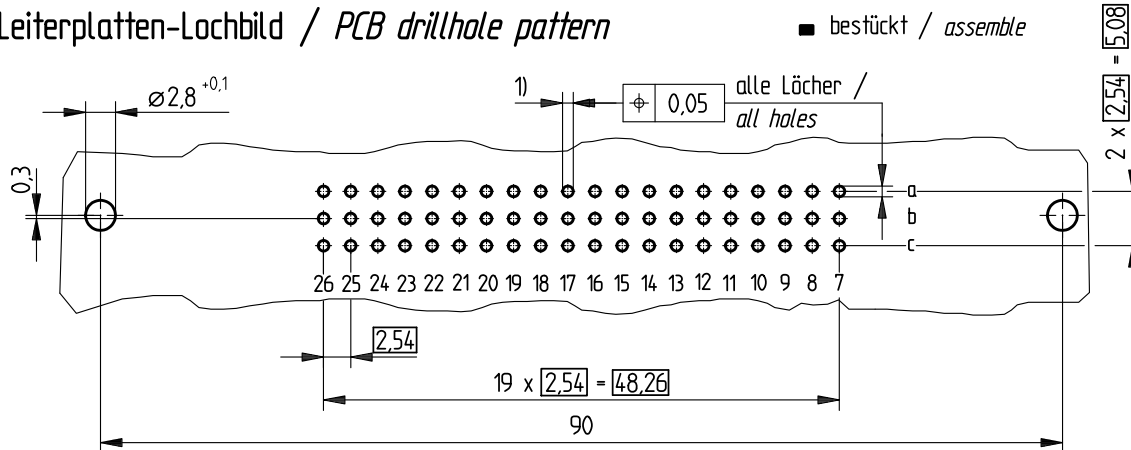 Leiterplatten-Lochbild / PCB drillhole pattern
■ bestückt / assemble
2 x 2,54 = 5,08
⌀2,8 +0,1
1)
⌖ 0,05
alle Löcher /
all holes
0,3
a
b
c
26 25 24 23 22 21 20 19 18 17 16 15 14 13 12 11 10 9 8 7
2,54
19 x 2,54 = 48,26
90